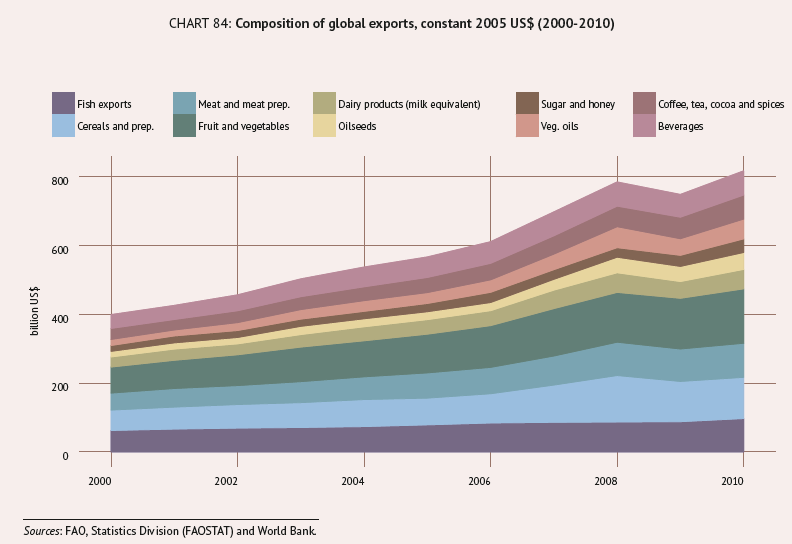 CHART 84: Composition of global exports, constant 2005 US$ (2000-2010)
Fish exports
Meat and meat prep.
Dairy products (milk equivalent)
Sugar and honey
Coffee, tea, cocoa and spices
Cereals and prep.
Fruit and vegetables
Oilseeds
Veg. oils
Beverages
800
600
400
200
0
billion US$
2000
2002
2004
2006
2008
2010
Sources: FAO, Statistics Division (FAOSTAT) and World Bank.